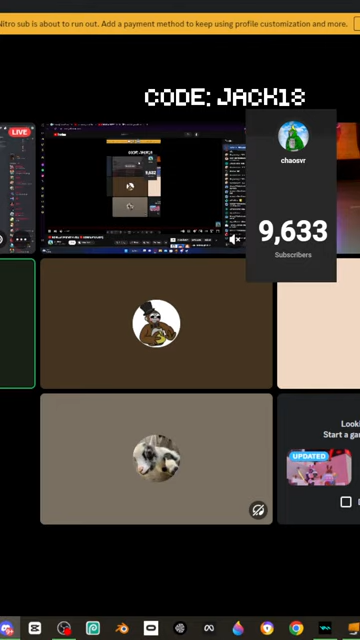 Nitro sub is about to run out. Add a payment method to keep using profile customization and more.
CODE: JACK18
LIVE
chaosvr
9,633
Subscribers
Looki
Start a ga
UPDATED